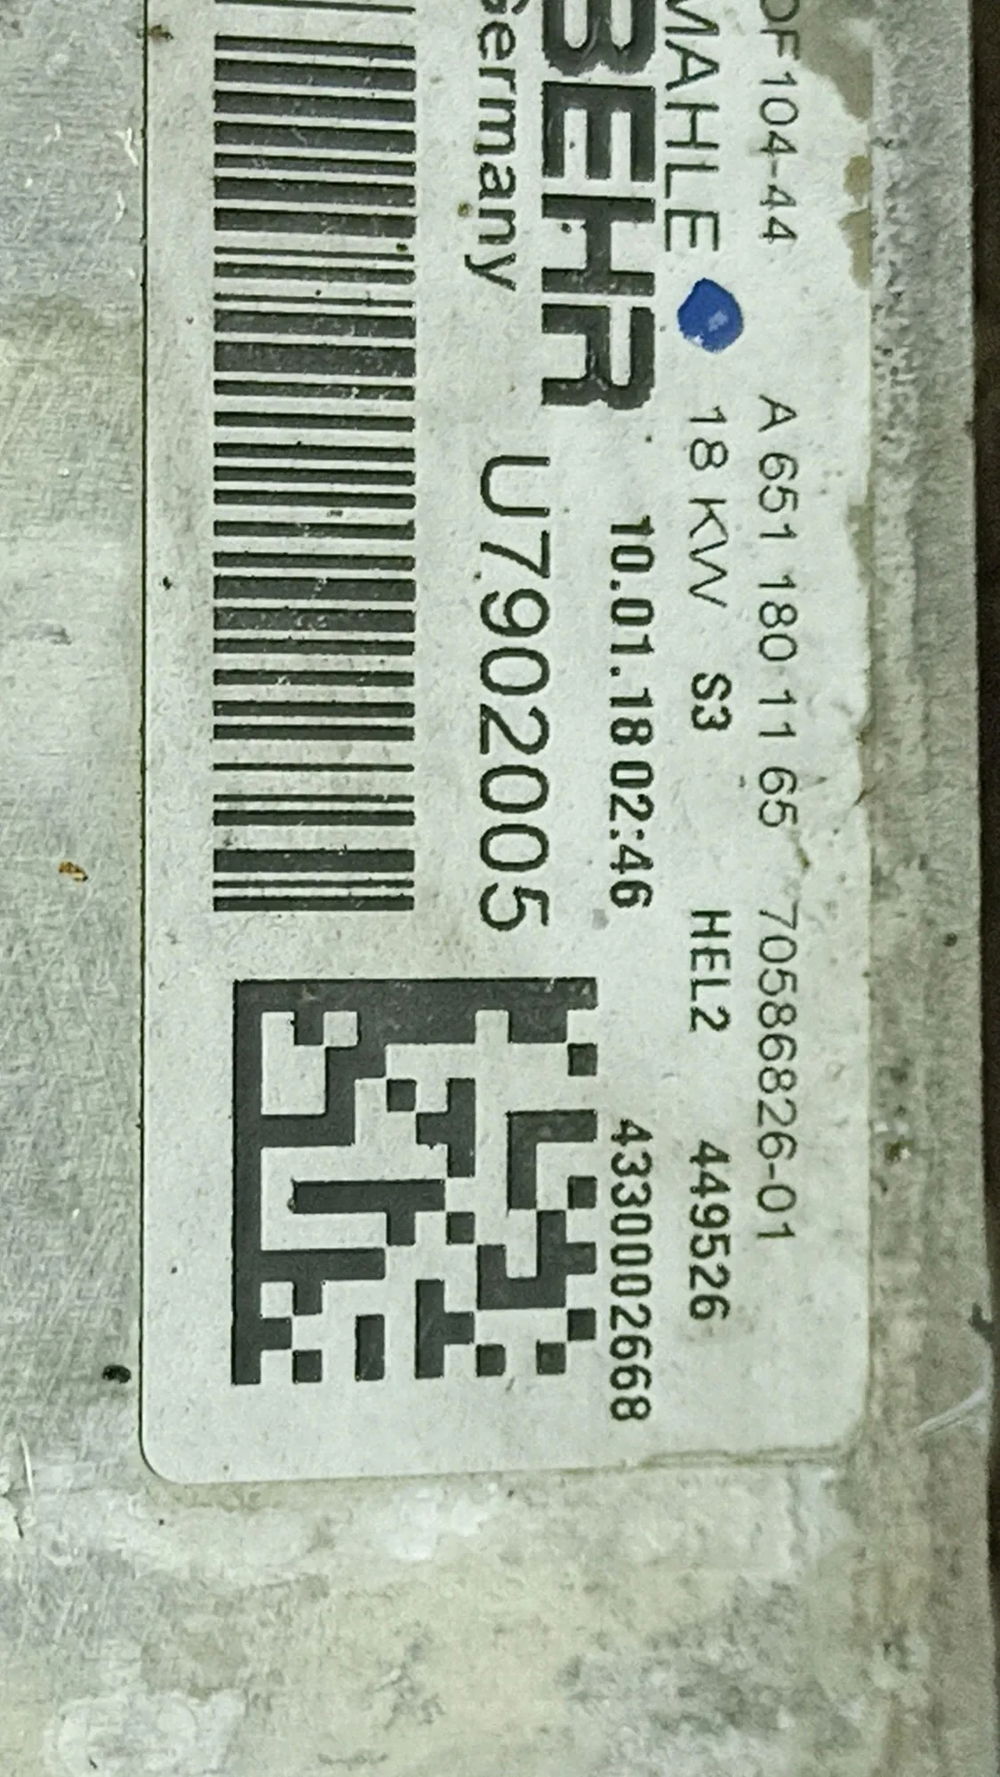 DF104-44 A 651 180 11 65 70586826-01
MAHLE 18 KW S3 HEL2 449526
BEHR 10.01.18 02:46 4330002668
Germany U7902005